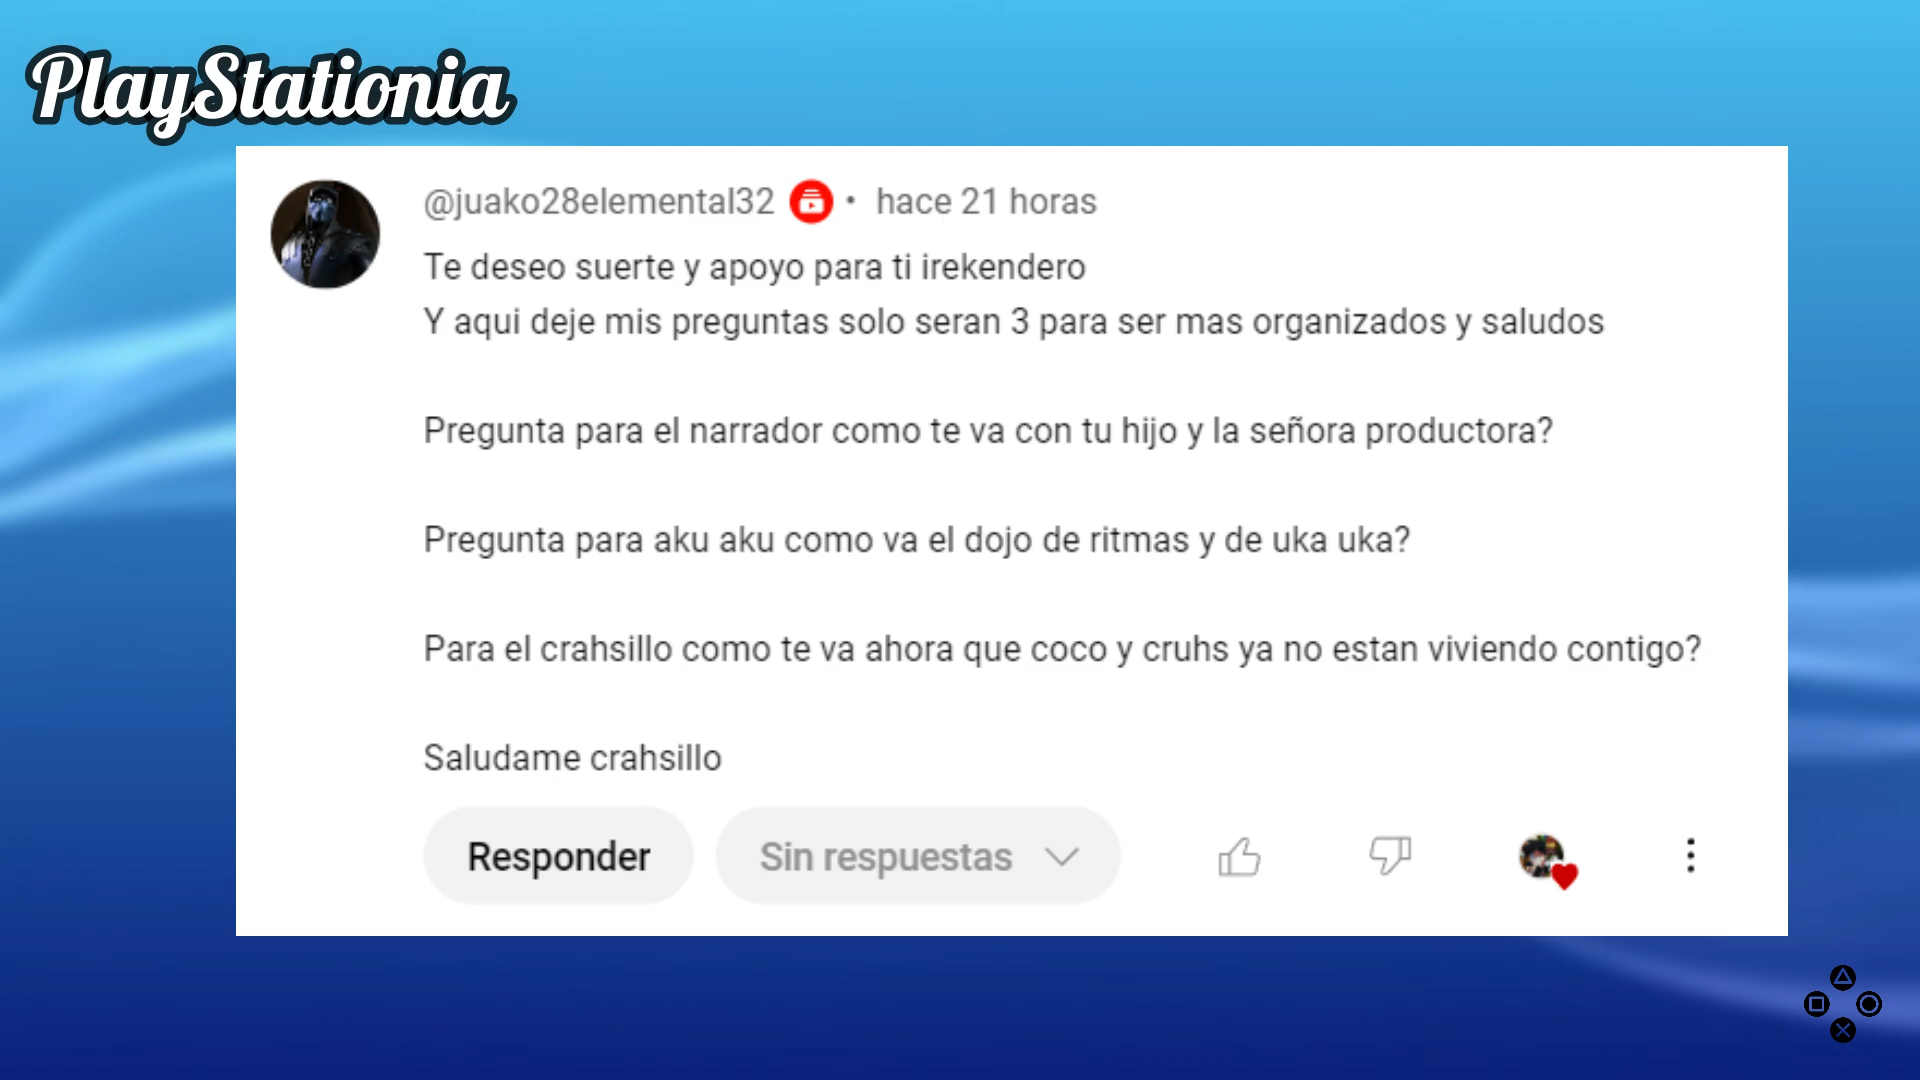 PlayStationia
@juako28elemental32 • hace 21 horas
Te deseo suerte y apoyo para ti irekendero
Y aqui deje mis preguntas solo seran 3 para ser mas organizados y saludos
Pregunta para el narrador como te va con tu hijo y la señora productora?
Pregunta para aku aku como va el dojo de ritmas y de uka uka?
Para el crahsillo como te va ahora que coco y cruhs ya no estan viviendo contigo?
Saludame crahsillo
Responder
Sin respuestas